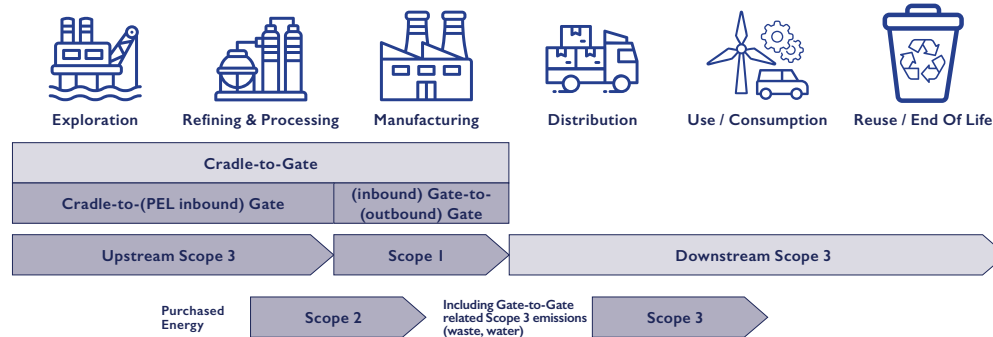 Exploration
Refining & Processing
Manufacturing
Distribution
Use / Consumption
Reuse / End Of Life
Cradle-to-Gate
Cradle-to-(PEL inbound) Gate
(inbound) Gate-to-
(outbound) Gate
Upstream Scope 3
Scope 1
Downstream Scope 3
Purchased
Energy
Scope 2
Including Gate-to-Gate
related Scope 3 emissions
(waste, water)
Scope 3